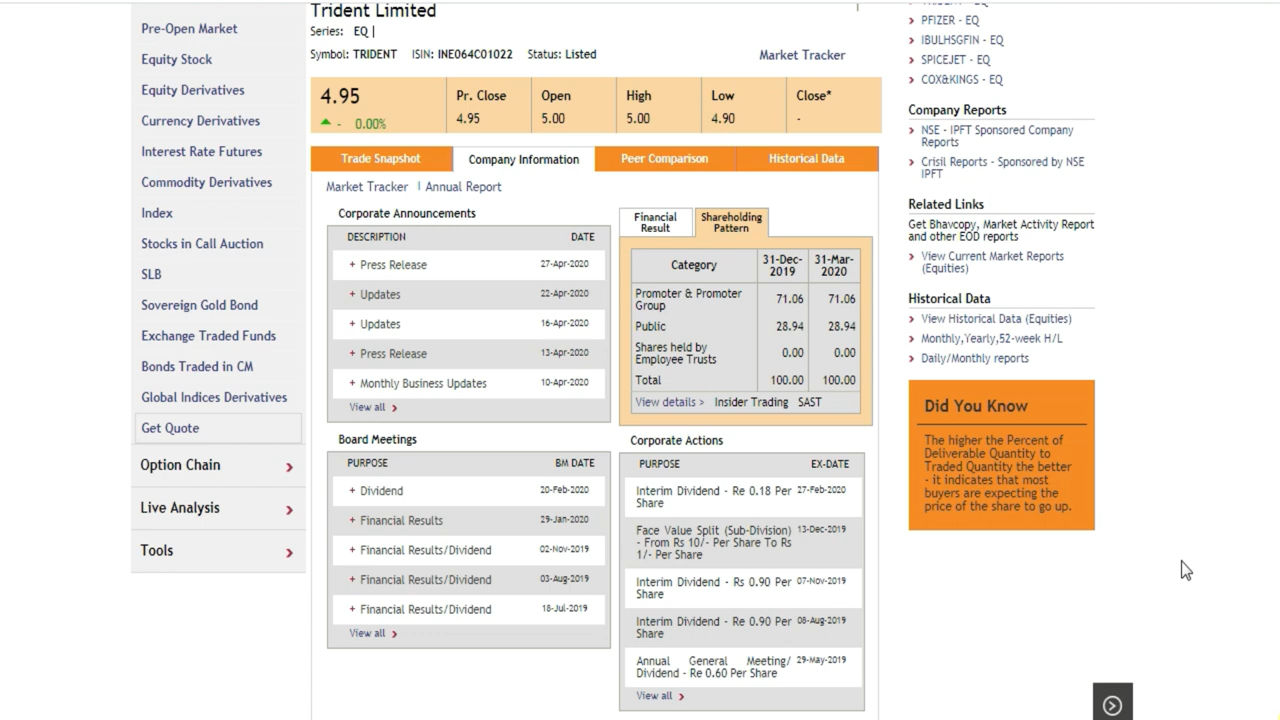 Pre-Open Market
Equity Stock
Equity Derivatives
Currency Derivatives
Interest Rate Futures
Commodity Derivatives
Index
Stocks in Call Auction
SLB
Sovereign Gold Bond
Exchange Traded Funds
Bonds Traded in CM
Global Indices Derivatives
Get Quote
Option Chain
Live Analysis
Tools
Trident Limited
Series: EQ |
Symbol: TRIDENT ISIN: INE064C01022 Status: Listed
Market Tracker
4.95 Pr. Close Open High Low Close*
- 0.00% 4.95 5.00 5.00 4.90 -
Trade Snapshot Company Information Peer Comparison Historical Data
Market Tracker | Annual Report
Corporate Announcements
DESCRIPTION DATE
+ Press Release 27-Apr-2020
+ Updates 22-Apr-2020
+ Updates 16-Apr-2020
+ Press Release 13-Apr-2020
+ Monthly Business Updates 10-Apr-2020
View all >
Financial Result
Shareholding Pattern
Category 31-Dec-2019 31-Mar-2020
Promoter & Promoter
Group 71.06 71.06
Public 28.94 28.94
Shares held by
Employee Trusts 0.00 0.00
Total 100.00 100.00
View details > Insider Trading SAST
Board Meetings
PURPOSE BM DATE
+ Dividend 20-Feb-2020
+ Financial Results 29-Jan-2020
+ Financial Results/Dividend 02-Nov-2019
+ Financial Results/Dividend 03-Aug-2019
+ Financial Results/Dividend 18-Jul-2019
View all >
Corporate Actions
PURPOSE EX-DATE
Interim Dividend - Re 0.18 Per 27-Feb-2020
Share
Face Value Split (Sub-Division) 13-Dec-2019
- From Rs 10/- Per Share To Rs
1/- Per Share
Interim Dividend - Rs 0.90 Per 07-Nov-2019
Share
Interim Dividend - Rs 0.90 Per 08-Aug-2019
Share
Annual General Meeting/ 29-May-2019
Dividend - Re 0.60 Per Share
View all >
PFIZER - EQ
IBULHSGFIN - EQ
SPICEJET - EQ
COX&KINGS - EQ
Company Reports
NSE - IPFT Sponsored Company
Reports
Crisil Reports - Sponsored by NSE
IPFT
Related Links
Get Bhavcopy, Market Activity Report
and other EOD reports
View Current Market Reports
(Equities)
Historical Data
View Historical Data (Equities)
Monthly,Yearly,52-week H/L
Daily/Monthly reports
Did You Know
The higher the Percent of
Deliverable Quantity to
Traded Quantity the better
- it indicates that most
buyers are expecting the
price of the share to go up.